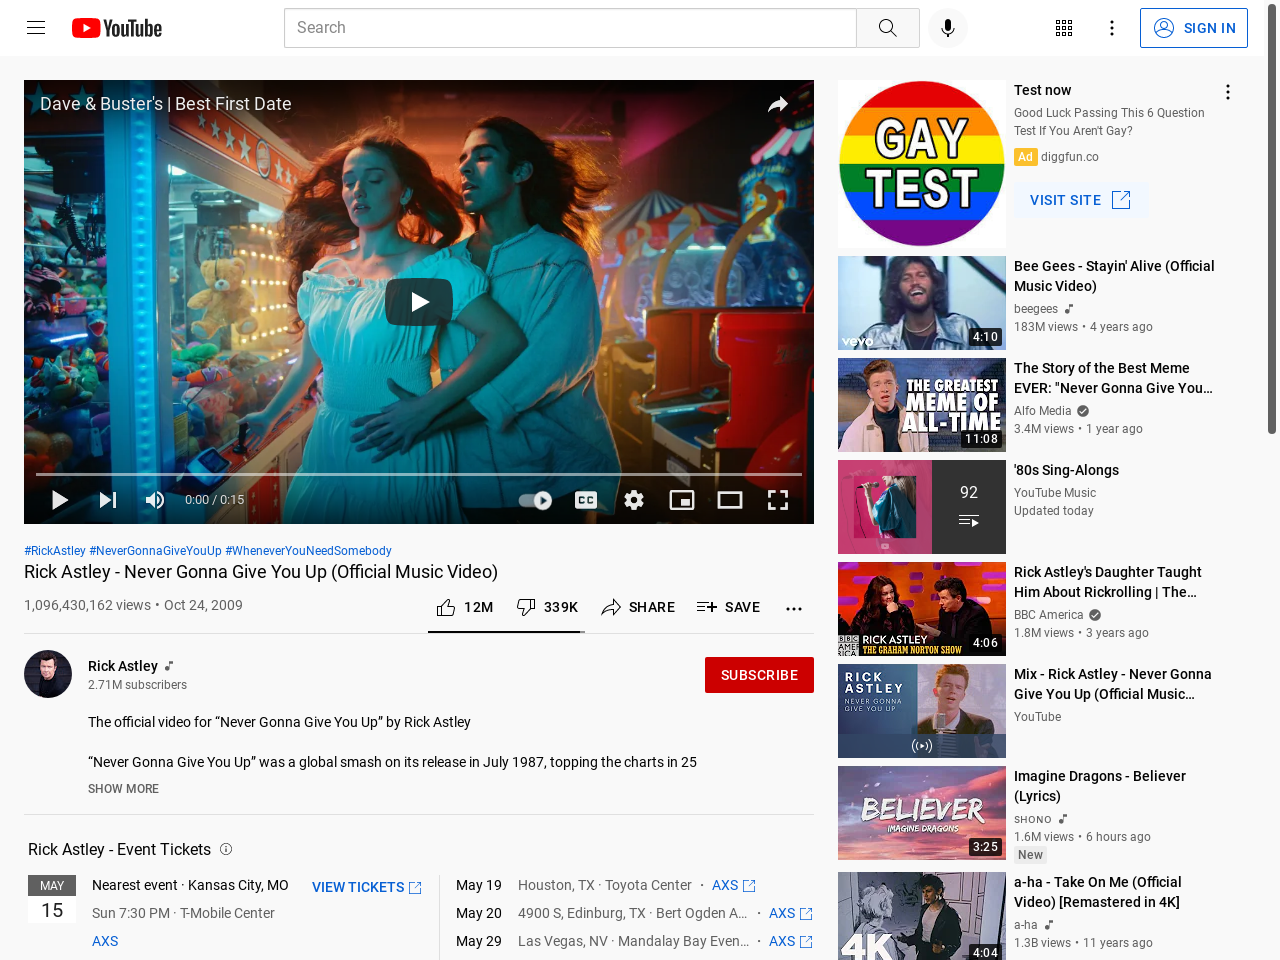 YouTube
Search
SIGN IN
Dave & Buster's | Best First Date
0:00 / 0:15
CC
#RickAstley #NeverGonnaGiveYouUp #WheneverYouNeedSomebody
Rick Astley - Never Gonna Give You Up (Official Music Video)
1,096,430,162 views • Oct 24, 2009
12M
339K
SHARE
SAVE
Rick Astley
2.71M subscribers
SUBSCRIBE
The official video for “Never Gonna Give You Up” by Rick Astley
“Never Gonna Give You Up” was a global smash on its release in July 1987, topping the charts in 25
SHOW MORE
Rick Astley - Event Tickets
MAY
15
Nearest event · Kansas City, MO
VIEW TICKETS
Sun 7:30 PM · T-Mobile Center
AXS
May 19 Houston, TX · Toyota Center · AXS
May 20 4900 S, Edinburg, TX · Bert Ogden A... · AXS
May 29 Las Vegas, NV · Mandalay Bay Even... · AXS
GAY
TEST
Test now
Good Luck Passing This 6 Question
Test If You Aren't Gay?
Ad diggfun.co
VISIT SITE
vevo
4:10
Bee Gees - Stayin' Alive (Official
Music Video)
beegees
183M views • 4 years ago
THE GREATEST
MEME OF
ALL-TIME
11:08
The Story of the Best Meme
EVER: "Never Gonna Give You...
Alfo Media
3.4M views • 1 year ago
92
'80s Sing-Alongs
YouTube Music
Updated today
BBC
AMERICA
RICK ASTLEY
THE GRAHAM NORTON SHOW
4:06
Rick Astley's Daughter Taught
Him About Rickrolling | The...
BBC America
1.8M views • 3 years ago
RICK
ASTLEY
NEVER GONNA
GIVE YOU UP
Mix - Rick Astley - Never Gonna
Give You Up (Official Music...
YouTube
BELIEVER
IMAGINE DRAGONS
3:25
Imagine Dragons - Believer
(Lyrics)
SHONO
1.6M views • 6 hours ago
New
4K
4:04
a-ha - Take On Me (Official
Video) [Remastered in 4K]
a-ha
1.3B views • 11 years ago